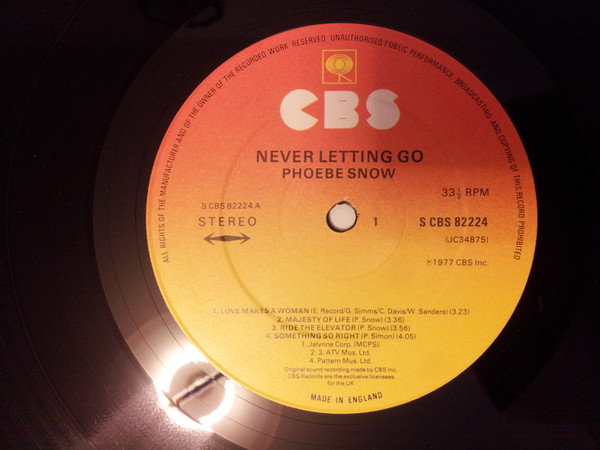 ALL RIGHTS OF THE MANUFACTURER AND OF THE OWNER OF THE RECORDED WORK RESERVED UNAUTHORISED PUBLIC PERFORMANCE, BROADCASTING AND COPYING OF THIS RECORD PROHIBITED
CBS
NEVER LETTING GO
PHOEBE SNOW
33⅓ RPM
S CBS 82224 A
STEREO
1
S CBS 82224
(JC34875)
℗1977 CBS Inc.
1. LOVE MAKES A WOMAN (E. Record/G. Simms/C. Davis/W. Sanders) (3.23)
2. MAJESTY OF LIFE (P. Snow) (3.36)
3. RIDE THE ELEVATOR (P. Snow) (3.56)
4. SOMETHING SO RIGHT (P. Simon) (4.05)
1. Jalynne Corp. (MCPS)
2. 3. ATV Mus. Ltd.
4. Pattern Mus. Ltd.
Original sound recording made by CBS Inc.
CBS Records are the exclusive licensees
for the UK
MADE IN ENGLAND